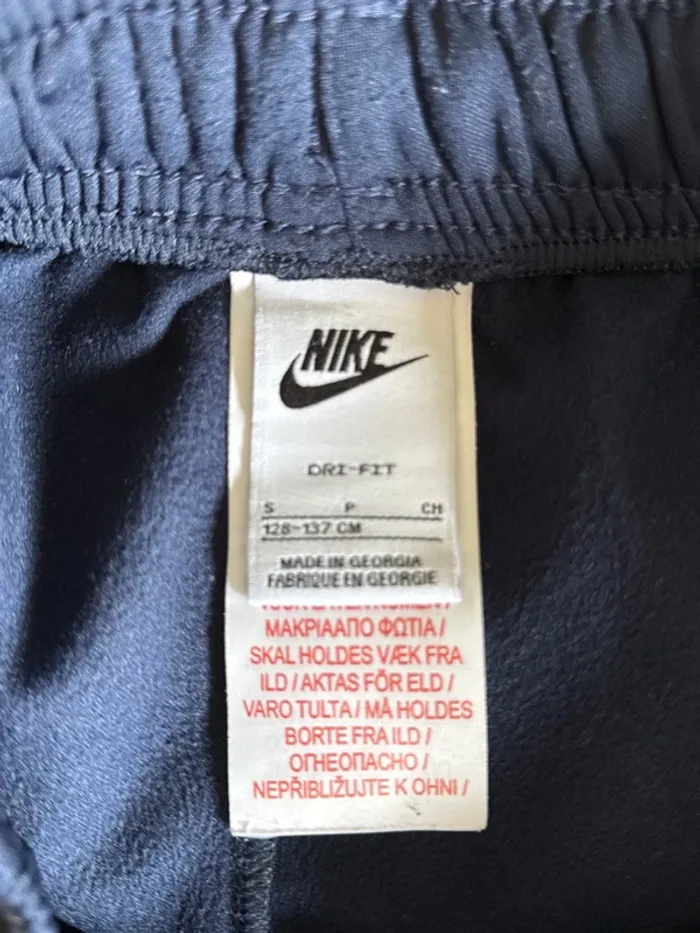 NIKE
DRI-FIT
S P CH
128-137 CM
MADE IN GEORGIA
FABRIQUE EN GEORGIE
ΜΑΚΡΙΑΑΠΟ ΦΩΤΙΑ /
SKAL HOLDES VÆK FRA
ILD / AKTAS FÖR ELD /
VARO TULTA / MÅ HOLDES
BORTE FRA ILD /
ОГНЕОПАСНО /
NEPŘIBLIŽUJTE K OHNI /